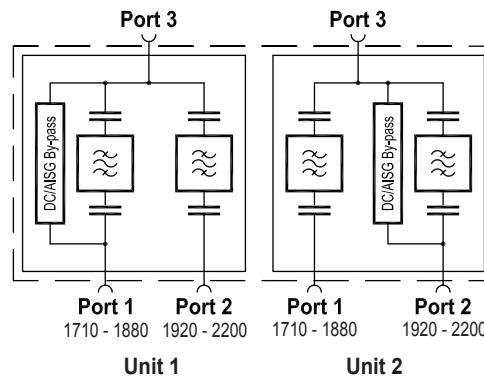 Port 3
Port 3
DC/AISG By-pass
DC/AISG By-pass
Port 1
Port 2
Port 1
Port 2
1710 - 1880
1920 - 2200
1710 - 1880
1920 - 2200
Unit 1
Unit 2